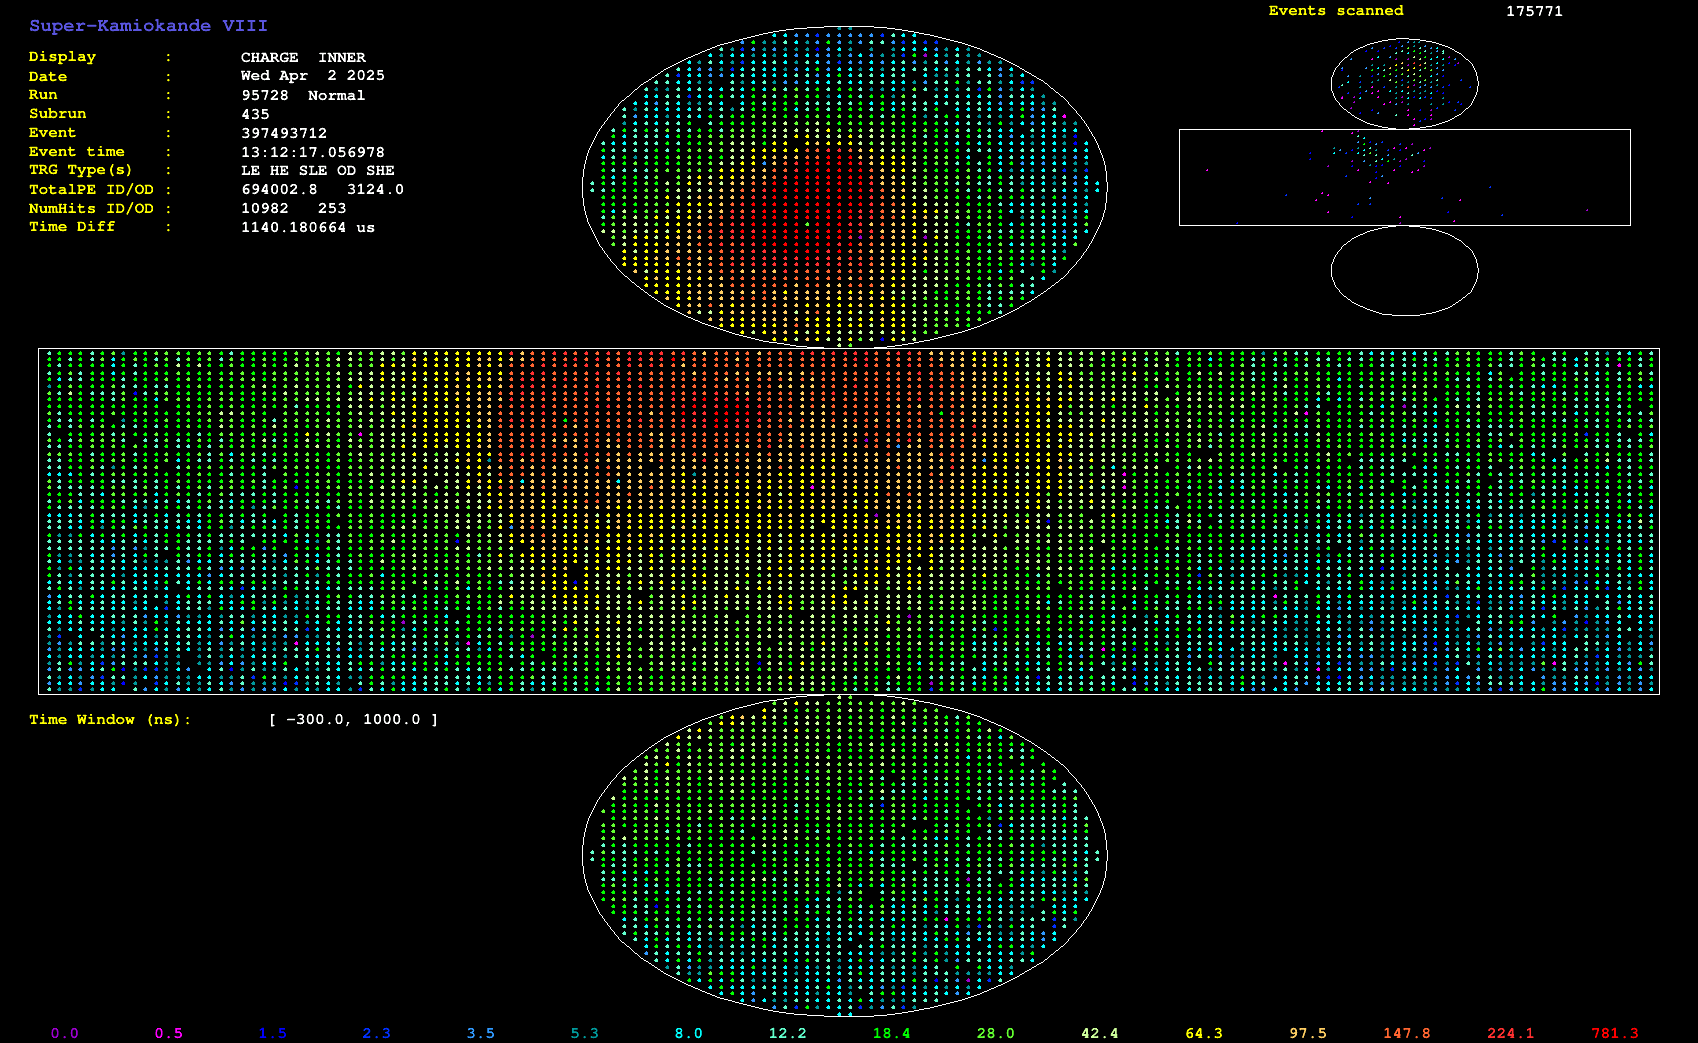 Super-Kamiokande VIII
Display : CHARGE INNER
Date : Wed Apr 2 2025
Run : 95728 Normal
Subrun : 435
Event : 397493712
Event time : 13:12:17.056978
TRG Type(s) : LE HE SLE OD SHE
TotalPE ID/OD : 694002.8 3124.0
NumHits ID/OD : 10982 253
Time Diff : 1140.180664 us
Events scanned 175771
Time Window (ns): [ -300.0, 1000.0 ]
0.0 0.5 1.5 2.3 3.5 5.3 8.0 12.2 18.4 28.0 42.4 64.3 97.5 147.8 224.1 781.3